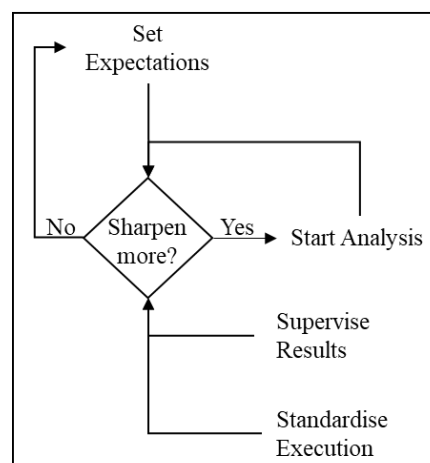 Set
Expectations
No
Sharpen
more?
Yes
Start Analysis
Supervise
Results
Standardise
Execution